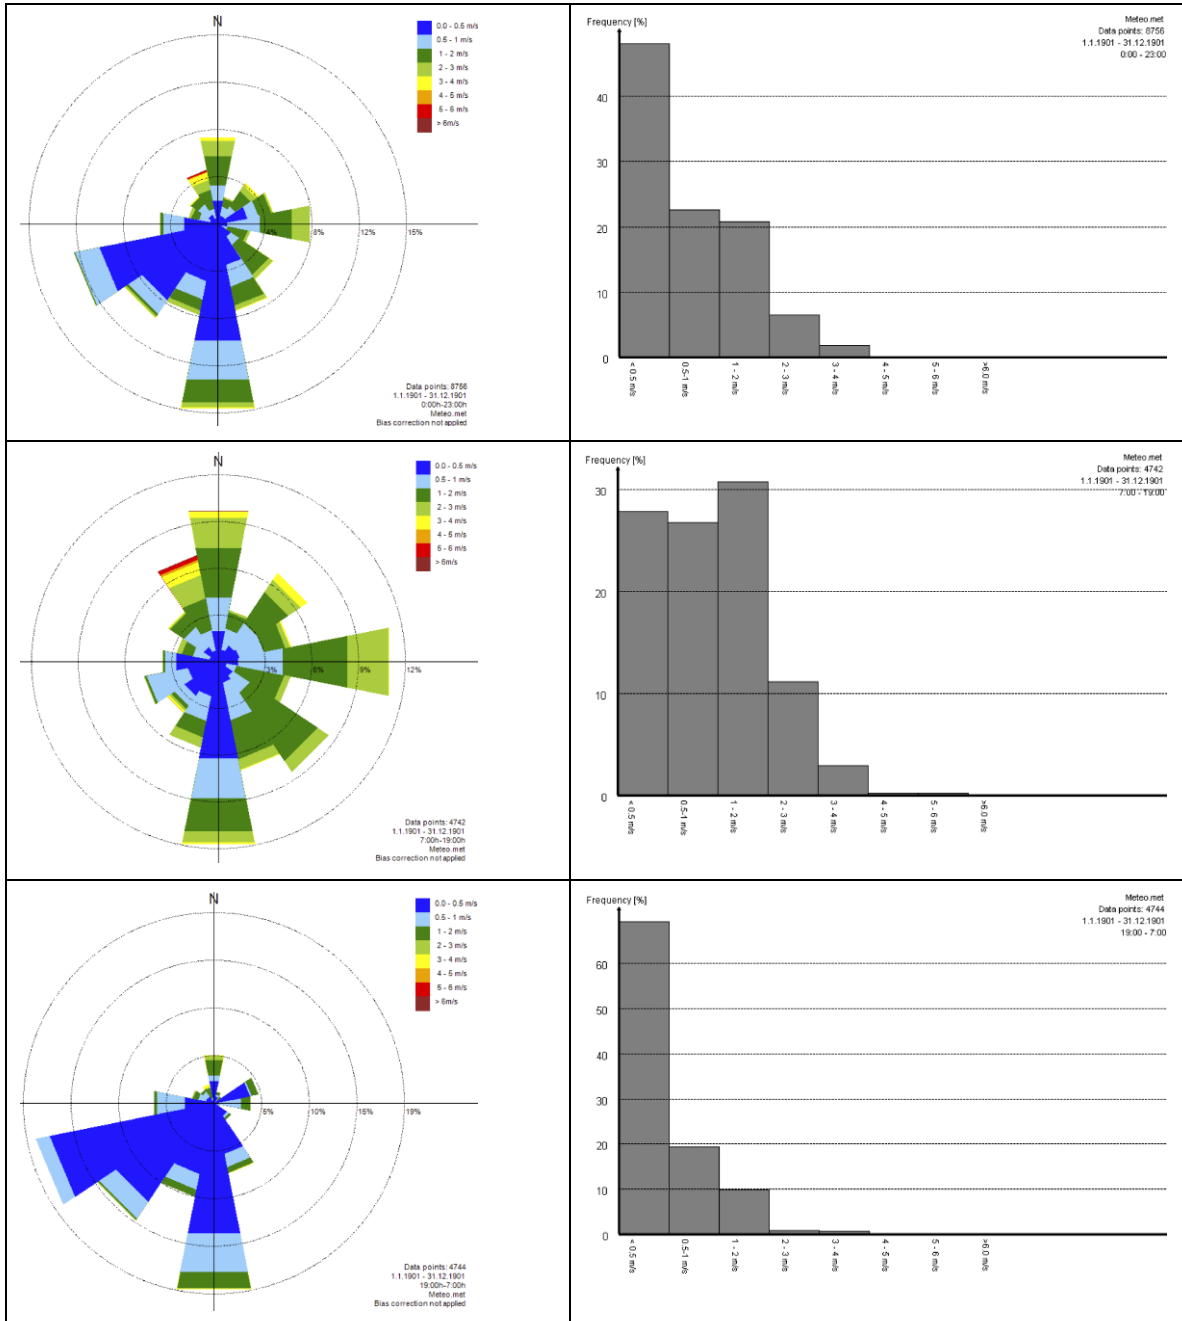 N
0.0 - 0.5 m/s
0.5 - 1 m/s
1 - 2 m/s
2 - 3 m/s
3 - 4 m/s
4 - 5 m/s
5 - 6 m/s
> 6m/s
4%
8%
12%
15%
Data points: 8756
1.1.1901 - 31.12.1901
0:00h-23:00h
Meteo.met
Bias correction not applied
Frequency [%]
Meteo.met
Data points: 8756
1.1.1901 - 31.12.1901
0:00 - 23:00
40
30
20
10
0
< 0.5 m/s
0.5-1 m/s
1 - 2 m/s
2 - 3 m/s
3 - 4 m/s
4 - 5 m/s
5 - 6 m/s
>6.0 m/s
N
0.0 - 0.5 m/s
0.5 - 1 m/s
1 - 2 m/s
2 - 3 m/s
3 - 4 m/s
4 - 5 m/s
5 - 6 m/s
> 6m/s
3%
6%
9%
12%
Data points: 4742
1.1.1901 - 31.12.1901
7:00h-19:00h
Meteo.met
Bias correction not applied
Frequency [%]
Meteo.met
Data points: 4742
1.1.1901 - 31.12.1901
7:00 - 19:00
30
20
10
0
< 0.5 m/s
0.5-1 m/s
1 - 2 m/s
2 - 3 m/s
3 - 4 m/s
4 - 5 m/s
5 - 6 m/s
>6.0 m/s
N
0.0 - 0.5 m/s
0.5 - 1 m/s
1 - 2 m/s
2 - 3 m/s
3 - 4 m/s
4 - 5 m/s
5 - 6 m/s
> 6m/s
5%
10%
15%
19%
Data points: 4744
1.1.1901 - 31.12.1901
19:00h-7:00h
Meteo.met
Bias correction not applied
Frequency [%]
Meteo.met
Data points: 4744
1.1.1901 - 31.12.1901
19:00 - 7:00
60
50
40
30
20
10
0
< 0.5 m/s
0.5-1 m/s
1 - 2 m/s
2 - 3 m/s
3 - 4 m/s
4 - 5 m/s
5 - 6 m/s
>6.0 m/s